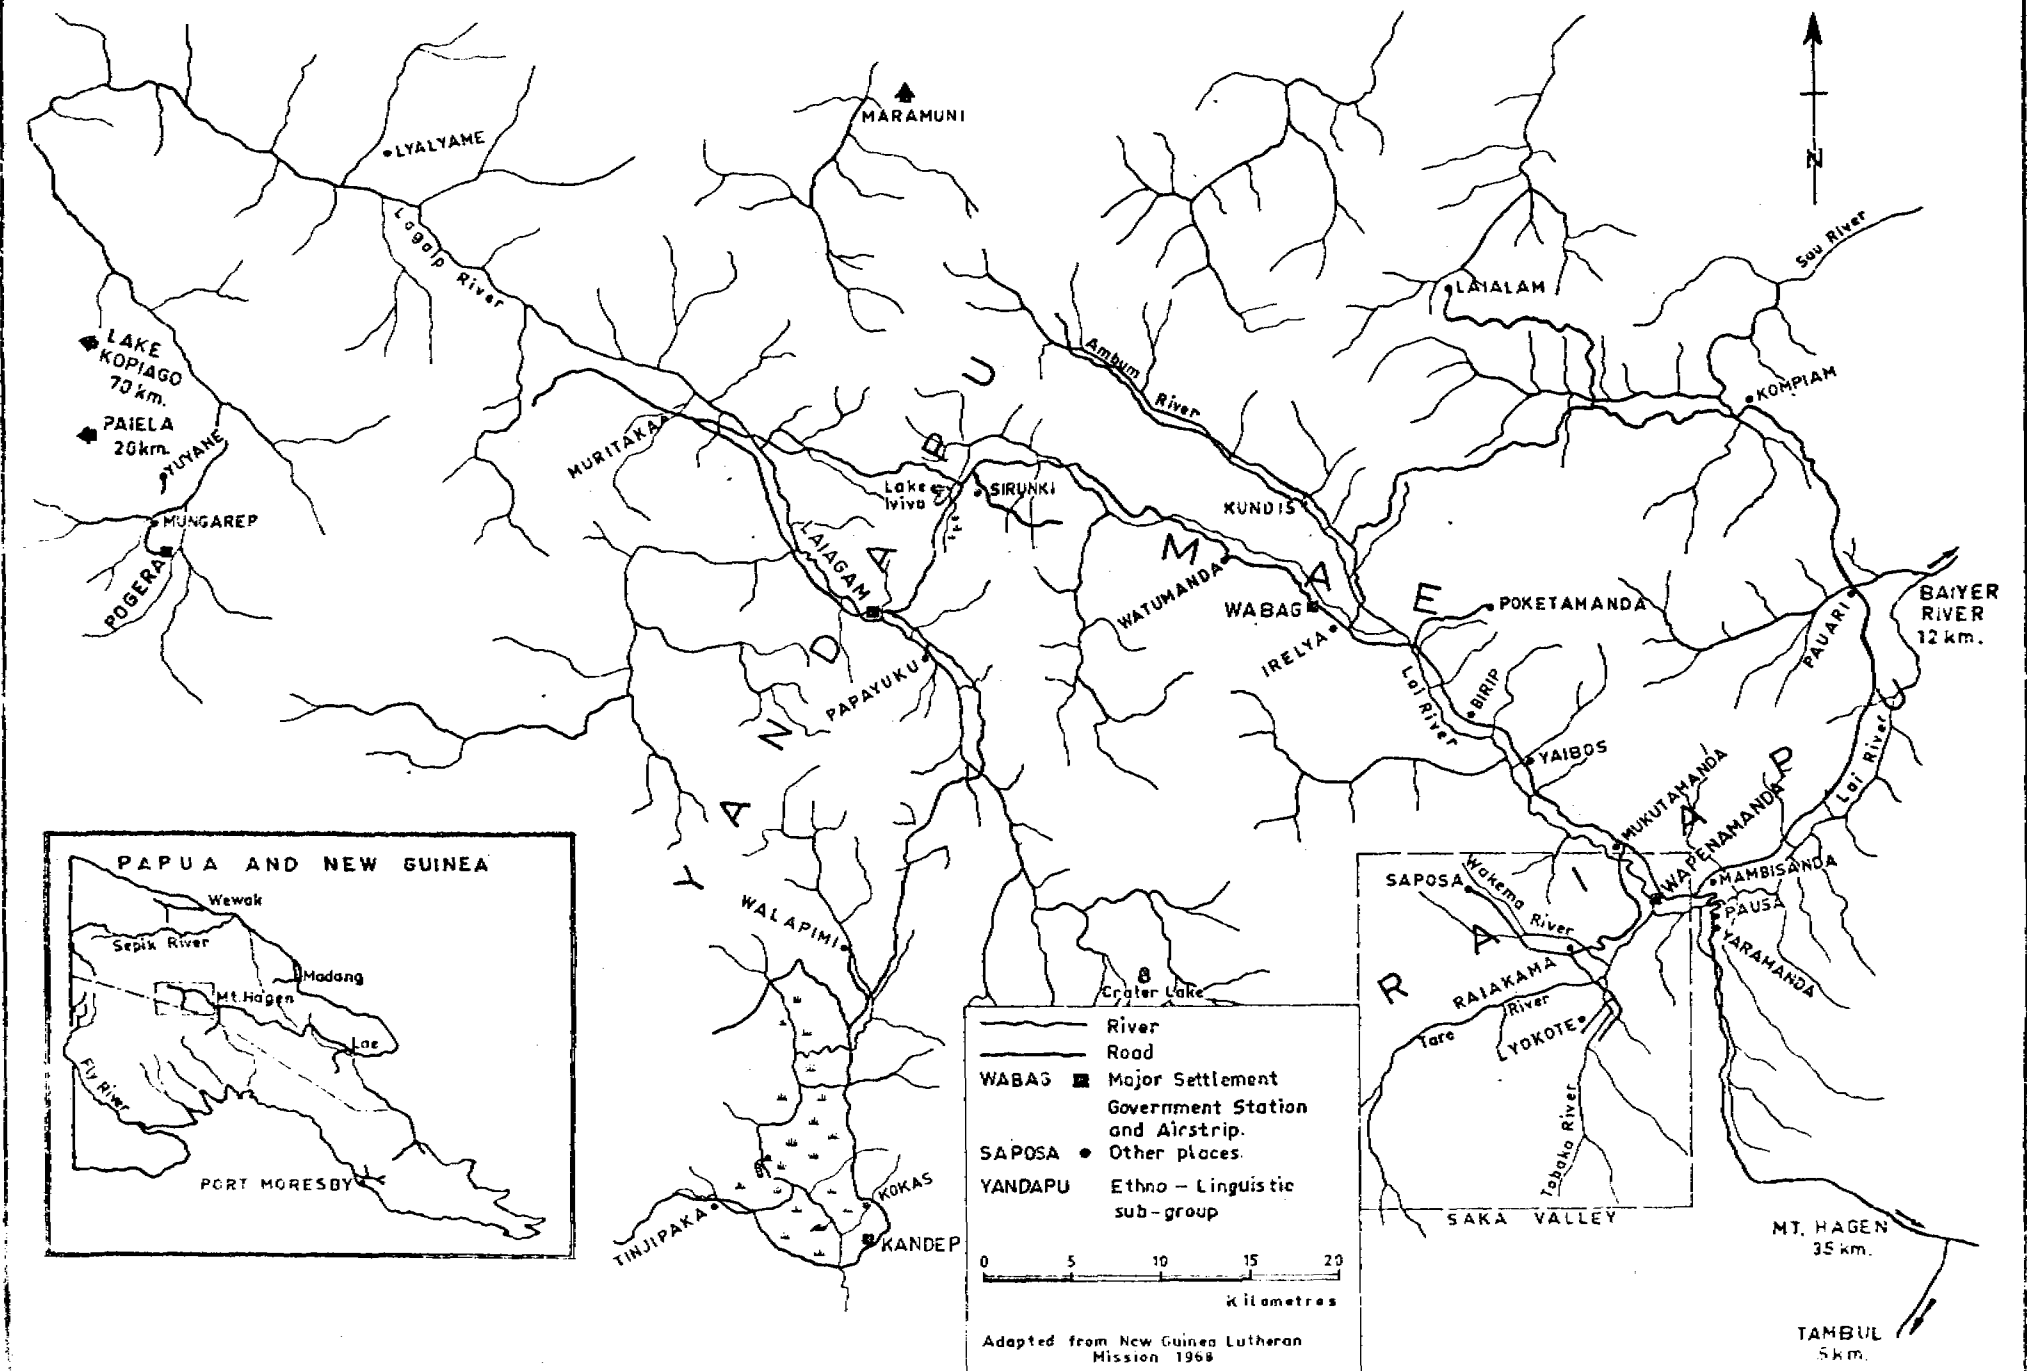 MARAMUNI
LYALYAME
N
Lagaip River
Suu River
LAIALAM
LAKE
KOPIAGO
70 km.
PAIELA
20km.
YUYANE
MUNGAREP
POGERA
MURITAKAA
Ambum River
KOMPIAM
Lake
Iviva
SIRUNKI
KUNDIS
LAIAGAM
WATUMANDA
WABAG
IRELYA
POKETAMANDA
BAIYER
RIVER
12 km.
PAUARI
PAPAYUKU
Lai River
BIRIP
YAIBOS
MUKUTAMANDA
Lai River
WAPENAMANDA
MAMBISANDA
PAUSA
YARAMANDA
YANDAPU
MAE
RAIAP
WALAPIMI
SAPOSA
Wakema River
RAIAKAMA
Tare River
LYOKOTE
Tabaka River
SAKA VALLEY
Crater Lake
TINJIPAKA
KOKAS
KANDEP
MT. HAGEN
35 km.
TAMBUL
5 km.
PAPUA AND NEW GUINEA
Wewak
Sepik River
Madang
Mt. Hagen
Lae
Fly River
PORT MORESBY
River
Road
WABAG Major Settlement
Government Station
and Airstrip.
SAPOSA Other places.
YANDAPU Ethno - Linguistic
sub-group
0 5 10 15 20
Kilometres
Adapted from New Guinea Lutheran
Mission 1968